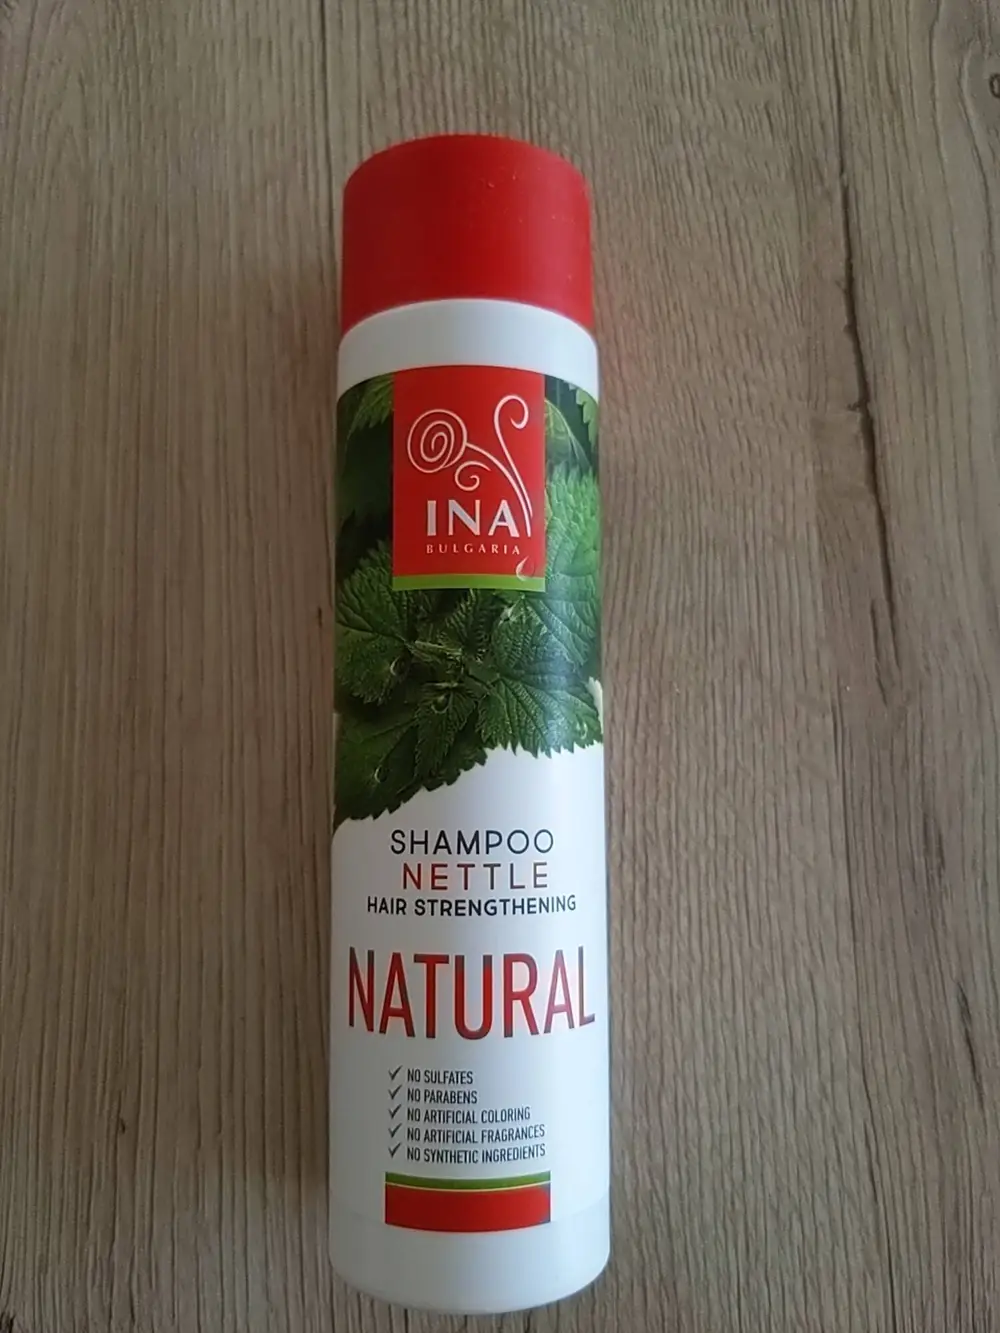 INA
BULGARIA
SHAMPOO
NETTLE
HAIR STRENGTHENING
NATURAL
✓ NO SULFATES
✓ NO PARABENS
✓ NO ARTIFICIAL COLORING
✓ NO ARTIFICIAL FRAGRANCES
✓ NO SYNTHETIC INGREDIENTS